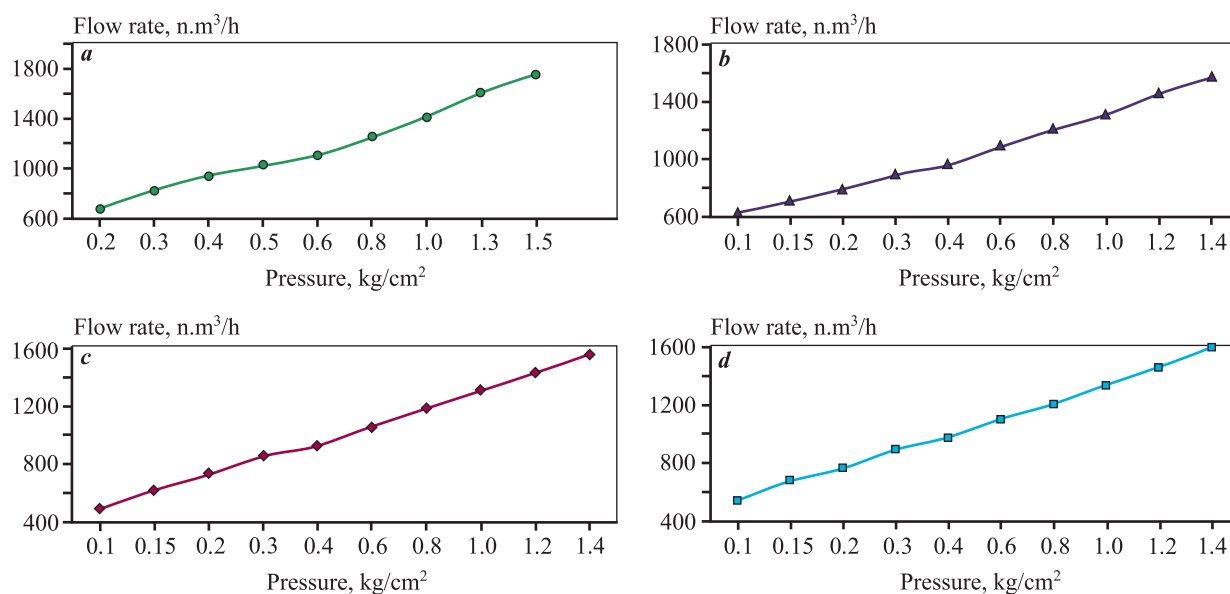 Flow rate, n.m³/h
a
1800
1400
1000
600
0.2 0.3 0.4 0.5 0.6 0.8 1.0 1.3 1.5
Pressure, kg/cm²
Flow rate, n.m³/h
b
1800
1400
1000
600
0.1 0.15 0.2 0.3 0.4 0.6 0.8 1.0 1.2 1.4
Pressure, kg/cm²
Flow rate, n.m³/h
c
1600
1200
800
400
0.1 0.15 0.2 0.3 0.4 0.6 0.8 1.0 1.2 1.4
Pressure, kg/cm²
Flow rate, n.m³/h
d
1600
1200
800
400
0.1 0.15 0.2 0.3 0.4 0.6 0.8 1.0 1.2 1.4
Pressure, kg/cm²